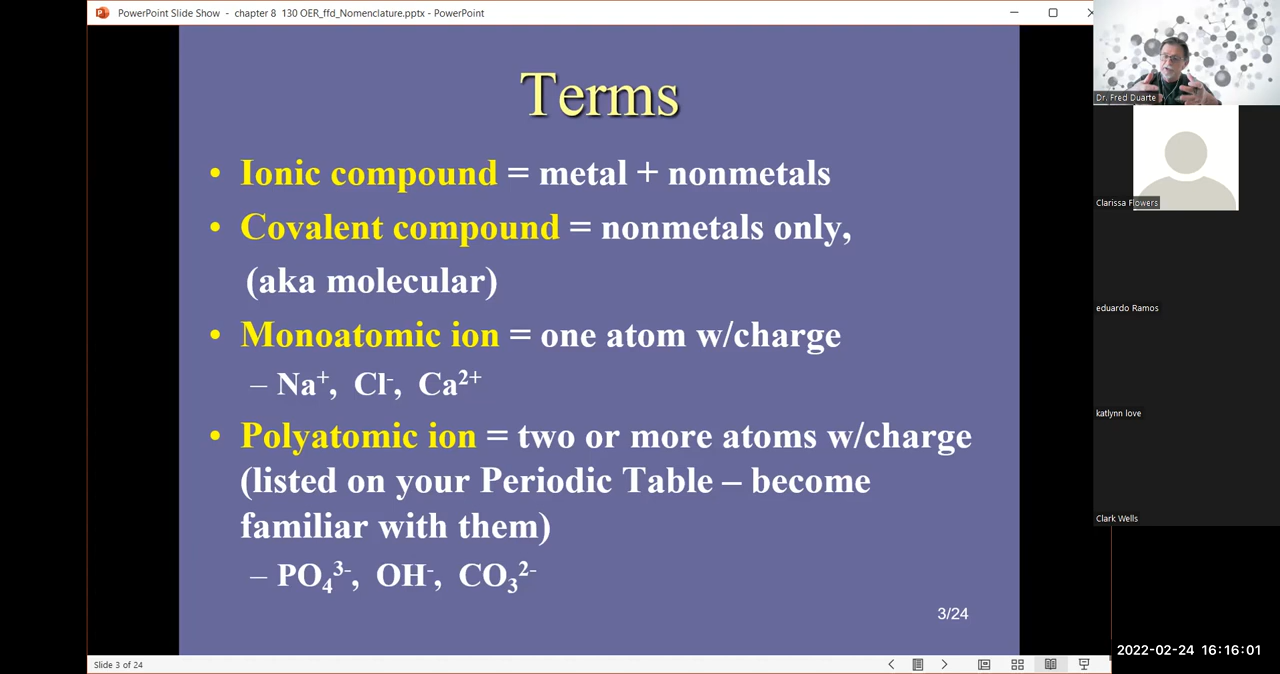 PowerPoint Slide Show - chapter 8 130 OER_ffd_Nomenclature.pptx - PowerPoint
Terms
• Ionic compound = metal + nonmetals
• Covalent compound = nonmetals only,
(aka molecular)
• Monoatomic ion = one atom w/charge
– Na⁺, Cl⁻, Ca²⁺
• Polyatomic ion = two or more atoms w/charge
(listed on your Periodic Table – become
familiar with them)
– PO₄³⁻, OH⁻, CO₃²⁻
3/24
Slide 3 of 24
Dr. Fred Duarte
Clarissa Flowers
eduardo Ramos
katlynn love
Clark Wells
2022-02-24 16:16:01